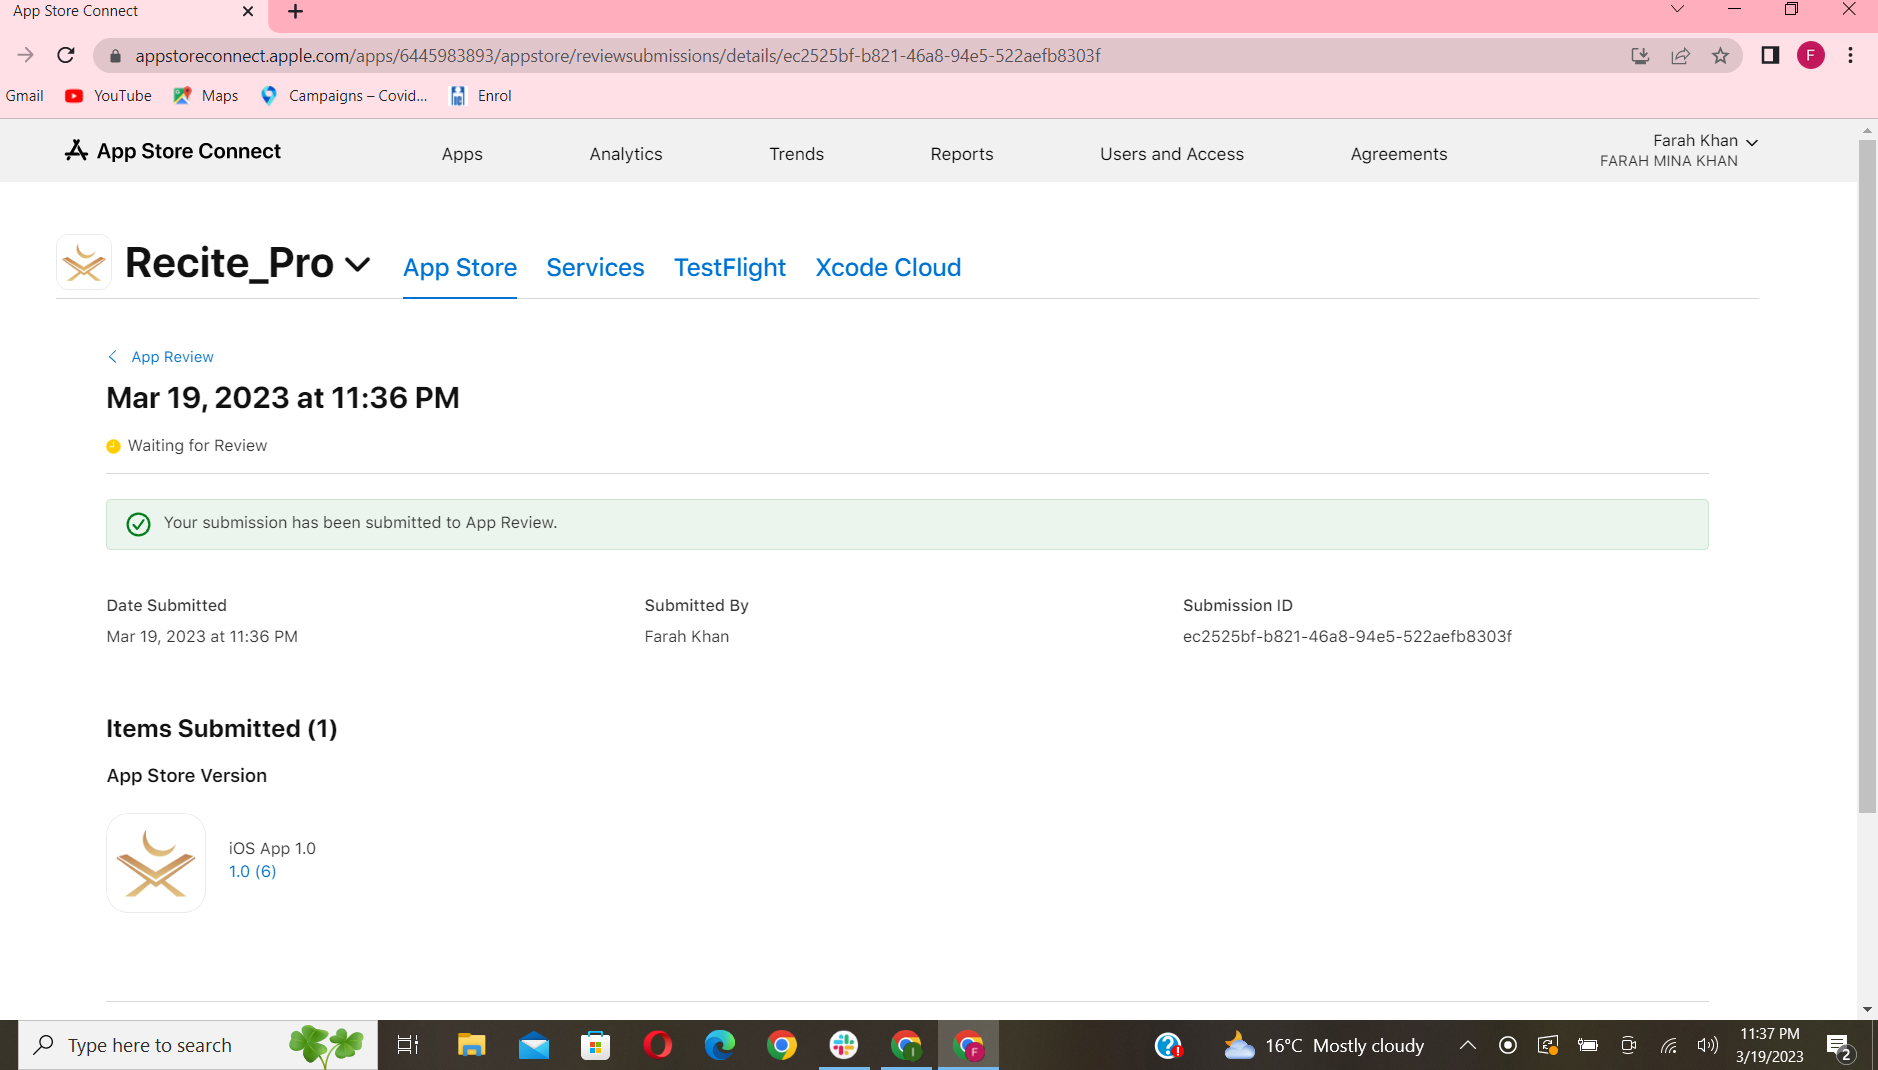 App Store Connect
appstoreconnect.apple.com/apps/6445983893/appstore/reviewsubmissions/details/ec2525bf-b821-46a8-94e5-522aefb8303f
F
Gmail YouTube Maps Campaigns – Covid... Enrol
App Store Connect Apps Analytics Trends Reports Users and Access Agreements Farah Khan
FARAH MINA KHAN
Recite_Pro App Store Services TestFlight Xcode Cloud
App Review
Mar 19, 2023 at 11:36 PM
Waiting for Review
Your submission has been submitted to App Review.
Date Submitted Submitted By Submission ID
Mar 19, 2023 at 11:36 PM Farah Khan ec2525bf-b821-46a8-94e5-522aefb8303f
Items Submitted (1)
App Store Version
iOS App 1.0
1.0 (6)
Type here to search I F 16°C Mostly cloudy 11:37 PM
3/19/2023 2